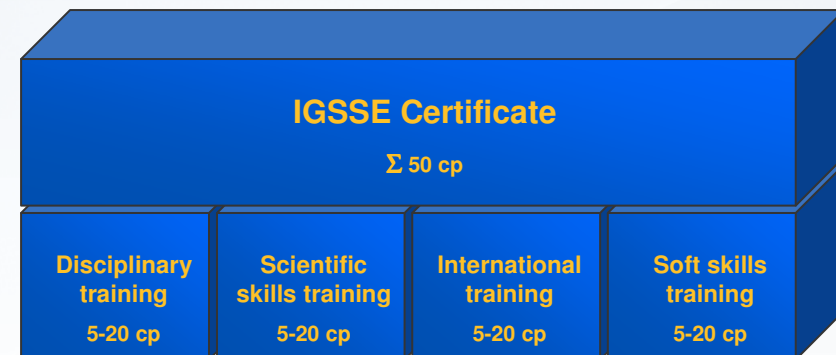 IGSSE Certificate
Σ 50 cp
Disciplinary
training
5-20 cp
Scientific
skills training
5-20 cp
International
training
5-20 cp
Soft skills
training
5-20 cp